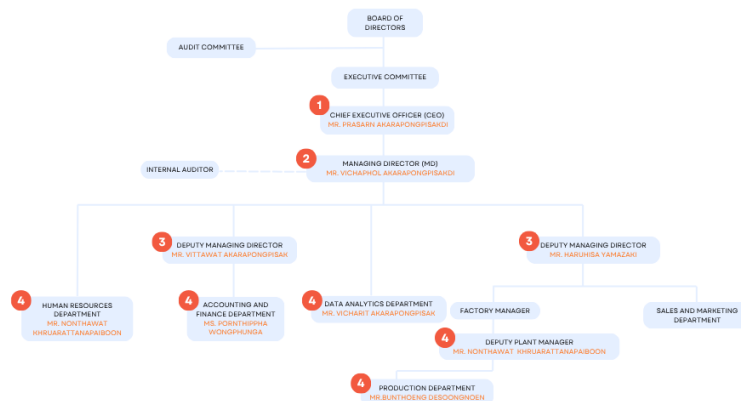 BOARD OF
DIRECTORS
AUDIT COMMITTEE
EXECUTIVE COMMITTEE
1
CHIEF EXECUTIVE OFFICER (CEO)
MR. PRASARN AKARAPONGPISAKDI
2
MANAGING DIRECTOR (MD)
MR. VICHAPHOL AKARAPONGPISAKDI
INTERNAL AUDITOR
3
DEPUTY MANAGING DIRECTOR
MR. VITTAWAT AKARAPONGPISAK
3
DEPUTY MANAGING DIRECTOR
MR. HARUHISA YAMAZAKI
4
HUMAN RESOURCES
DEPARTMENT
MR. NONTHAWAT
KHRUARATTANAPAIBOON
4
ACCOUNTING AND
FINANCE DEPARTMENT
MS. PORNTHIPPHA
WONGPHUNGA
4
DATA ANALYTICS DEPARTMENT
MR. VICHARIT AKARAPONGPISAK
FACTORY MANAGER
SALES AND MARKETING
DEPARTMENT
4
DEPUTY PLANT MANAGER
MR. NONTHAWAT KHRUARATTANAPAIBOON
4
PRODUCTION DEPARTMENT
MR.BUNTHOENG DESOONGNOEN